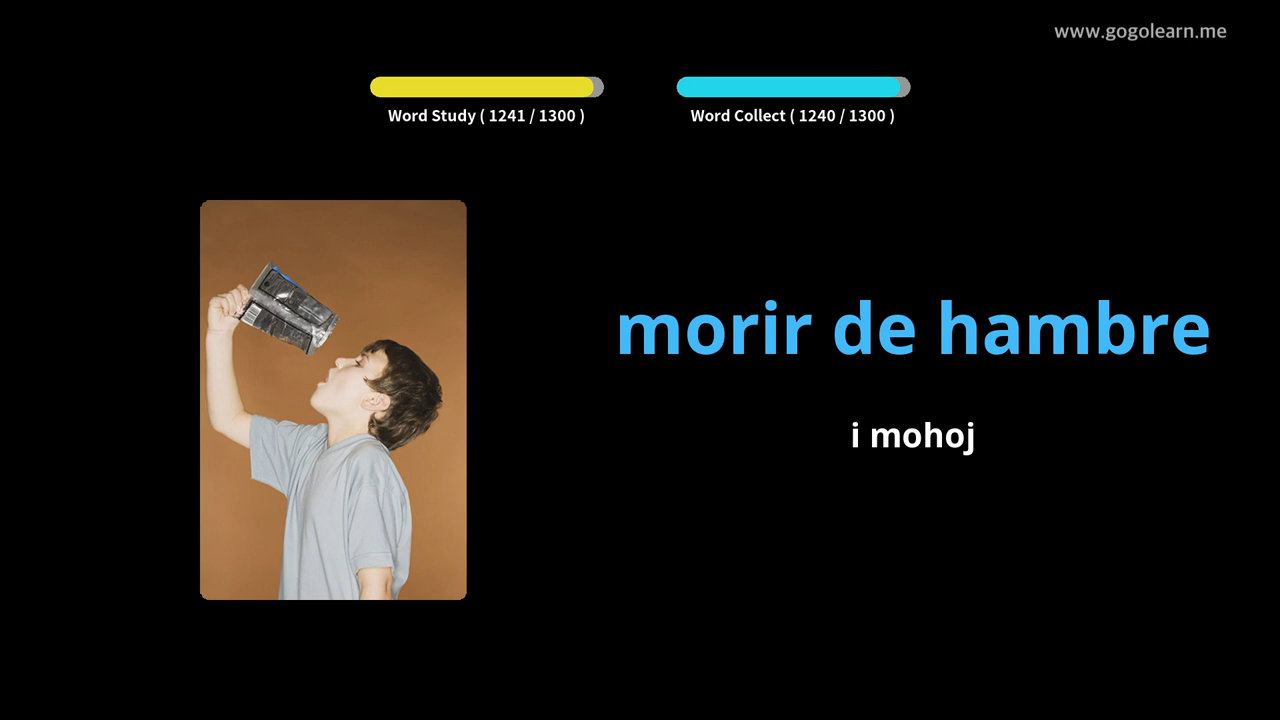 www.gogolearn.me
Word Study ( 1241 / 1300 )
Word Collect ( 1240 / 1300 )
morir de hambre
i mohoj